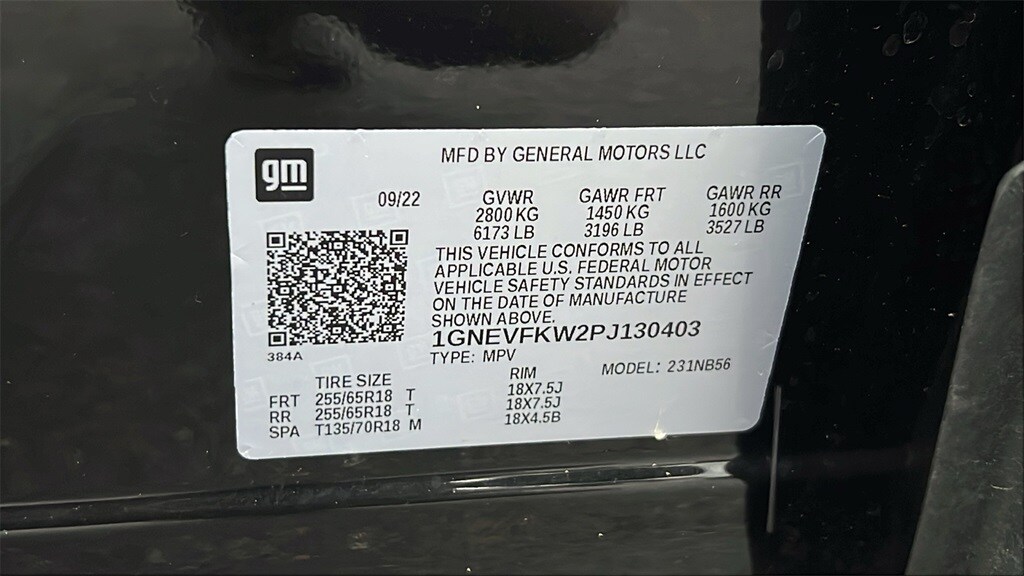 gm
MFD BY GENERAL MOTORS LLC
09/22
GVWR GAWR FRT GAWR RR
2800 KG 1450 KG 1600 KG
6173 LB 3196 LB 3527 LB
THIS VEHICLE CONFORMS TO ALL
APPLICABLE U.S. FEDERAL MOTOR
VEHICLE SAFETY STANDARDS IN EFFECT
ON THE DATE OF MANUFACTURE
SHOWN ABOVE.
1GNEVFKW2PJ130403
384A
TYPE: MPV MODEL: 231NB56
TIRE SIZE RIM
FRT 255/65R18 T 18X7.5J
RR 255/65R18 T 18X7.5J
SPA T135/70R18 M 18X4.5B